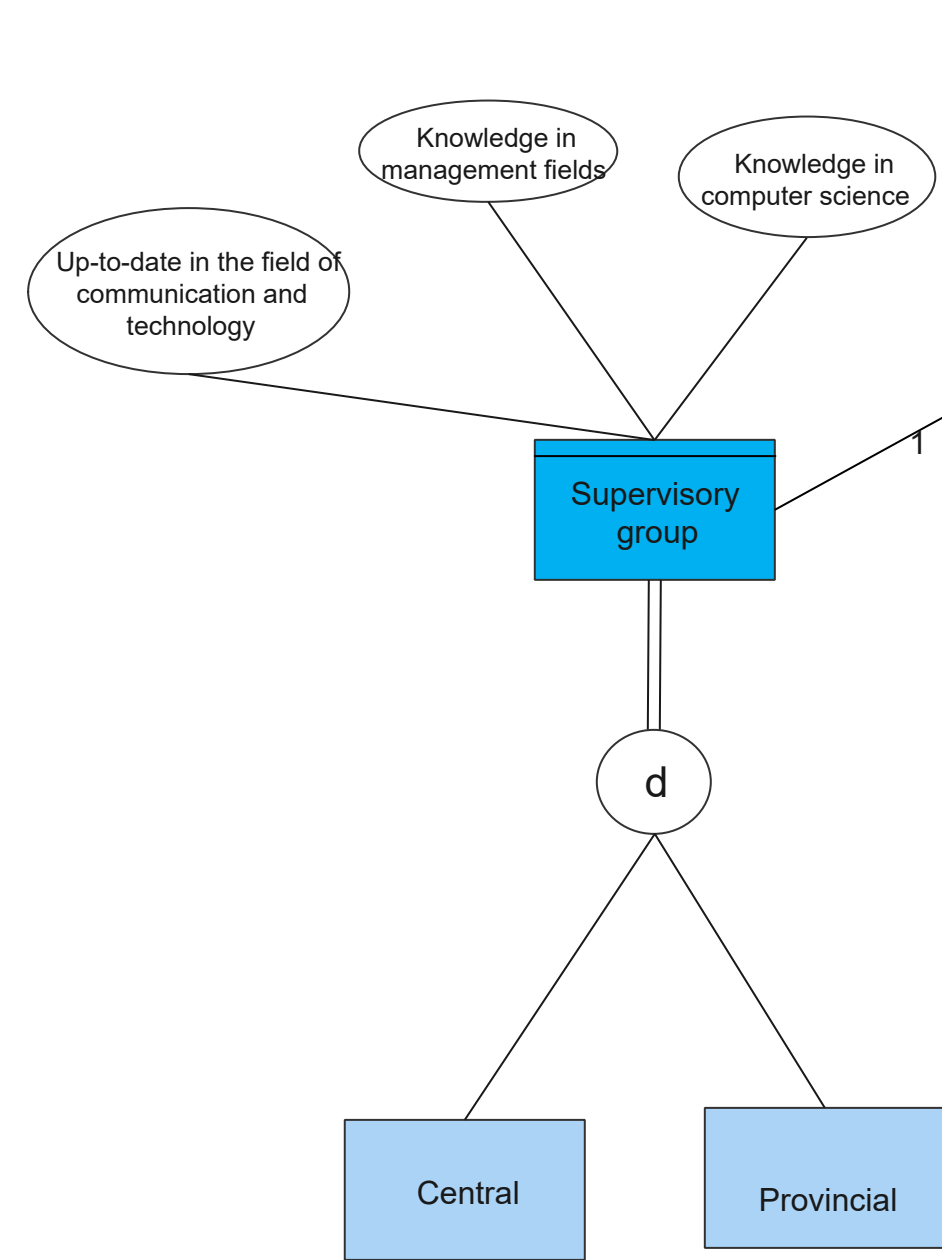 Knowledge in
management fields
Knowledge in
computer science
Up-to-date in the field of
communication and
technology
1
Supervisory
group
d
Central
Provincial